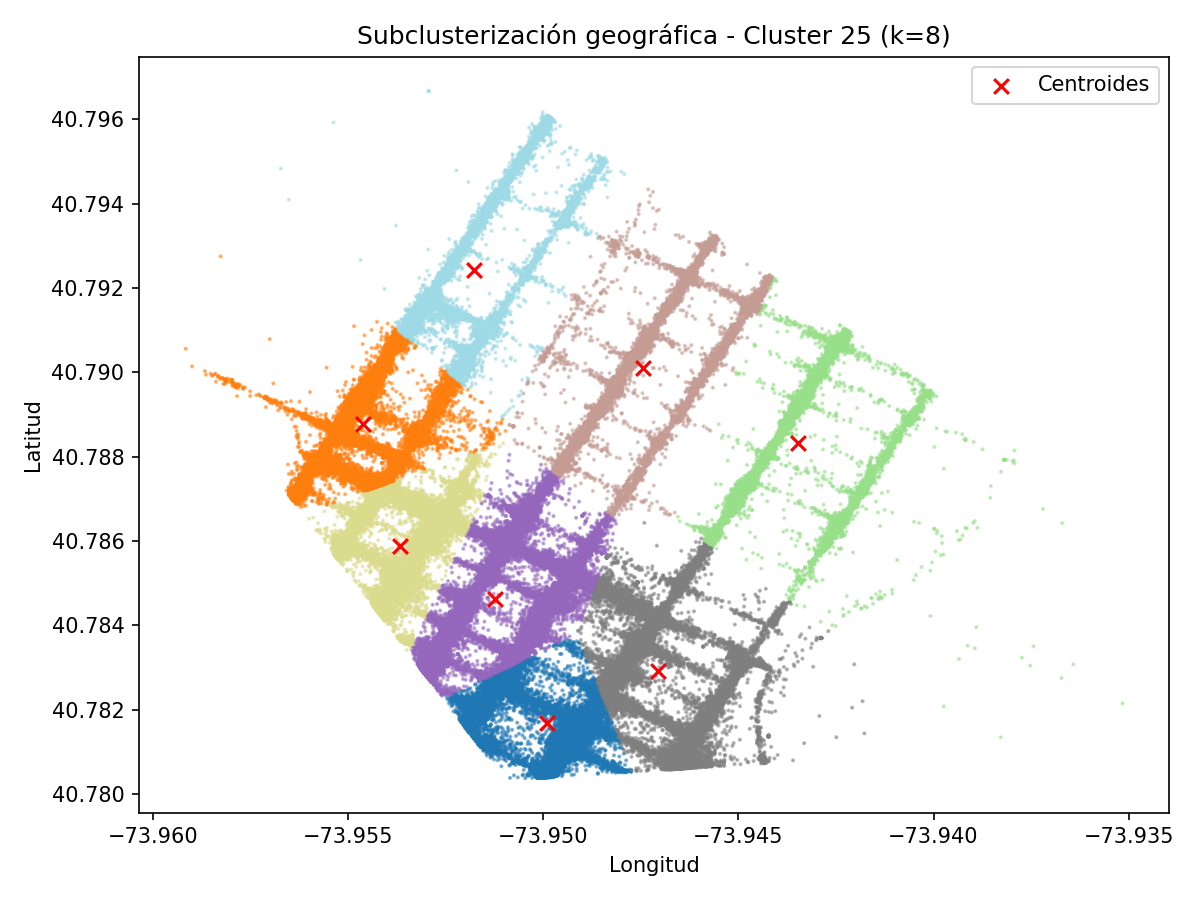 Subclusterización geográfica - Cluster 25 (k=8)
Centroides
40.796
40.794
40.792
40.790
40.788
40.786
40.784
40.782
40.780
Latitud
−73.960 −73.955 −73.950 −73.945 −73.940 −73.935
Longitud